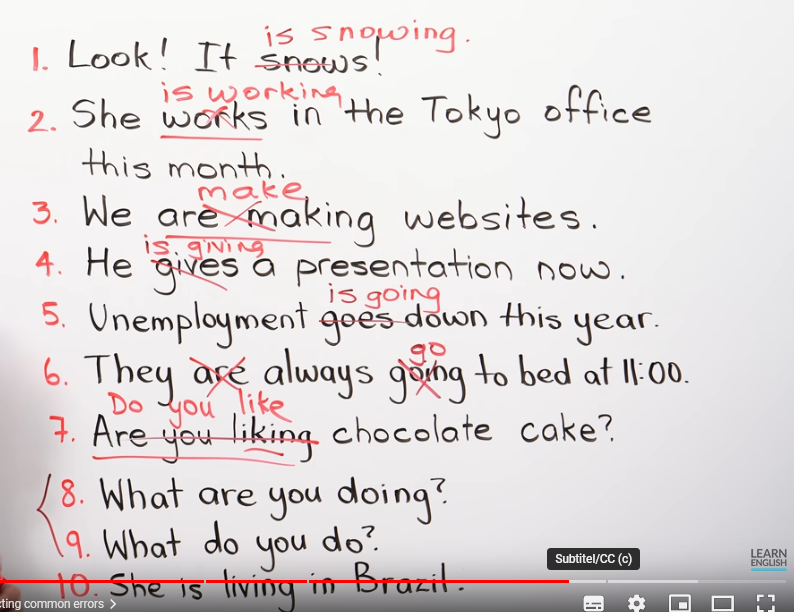 is snowing.
1. Look! It snows!
is working
2. She works in the Tokyo office
this month.
make
3. We are making websites.
is giving
4. He gives a presentation now.
is going
5. Unemployment goes down this year.
go
6. They are always going to bed at 11:00.
Do you like
7. Are you liking chocolate cake?
8. What are you doing?
9. What do you do?
10. She is living in Brazil.
Subtitel/CC (c)
LEARN
ENGLISH
cting common errors